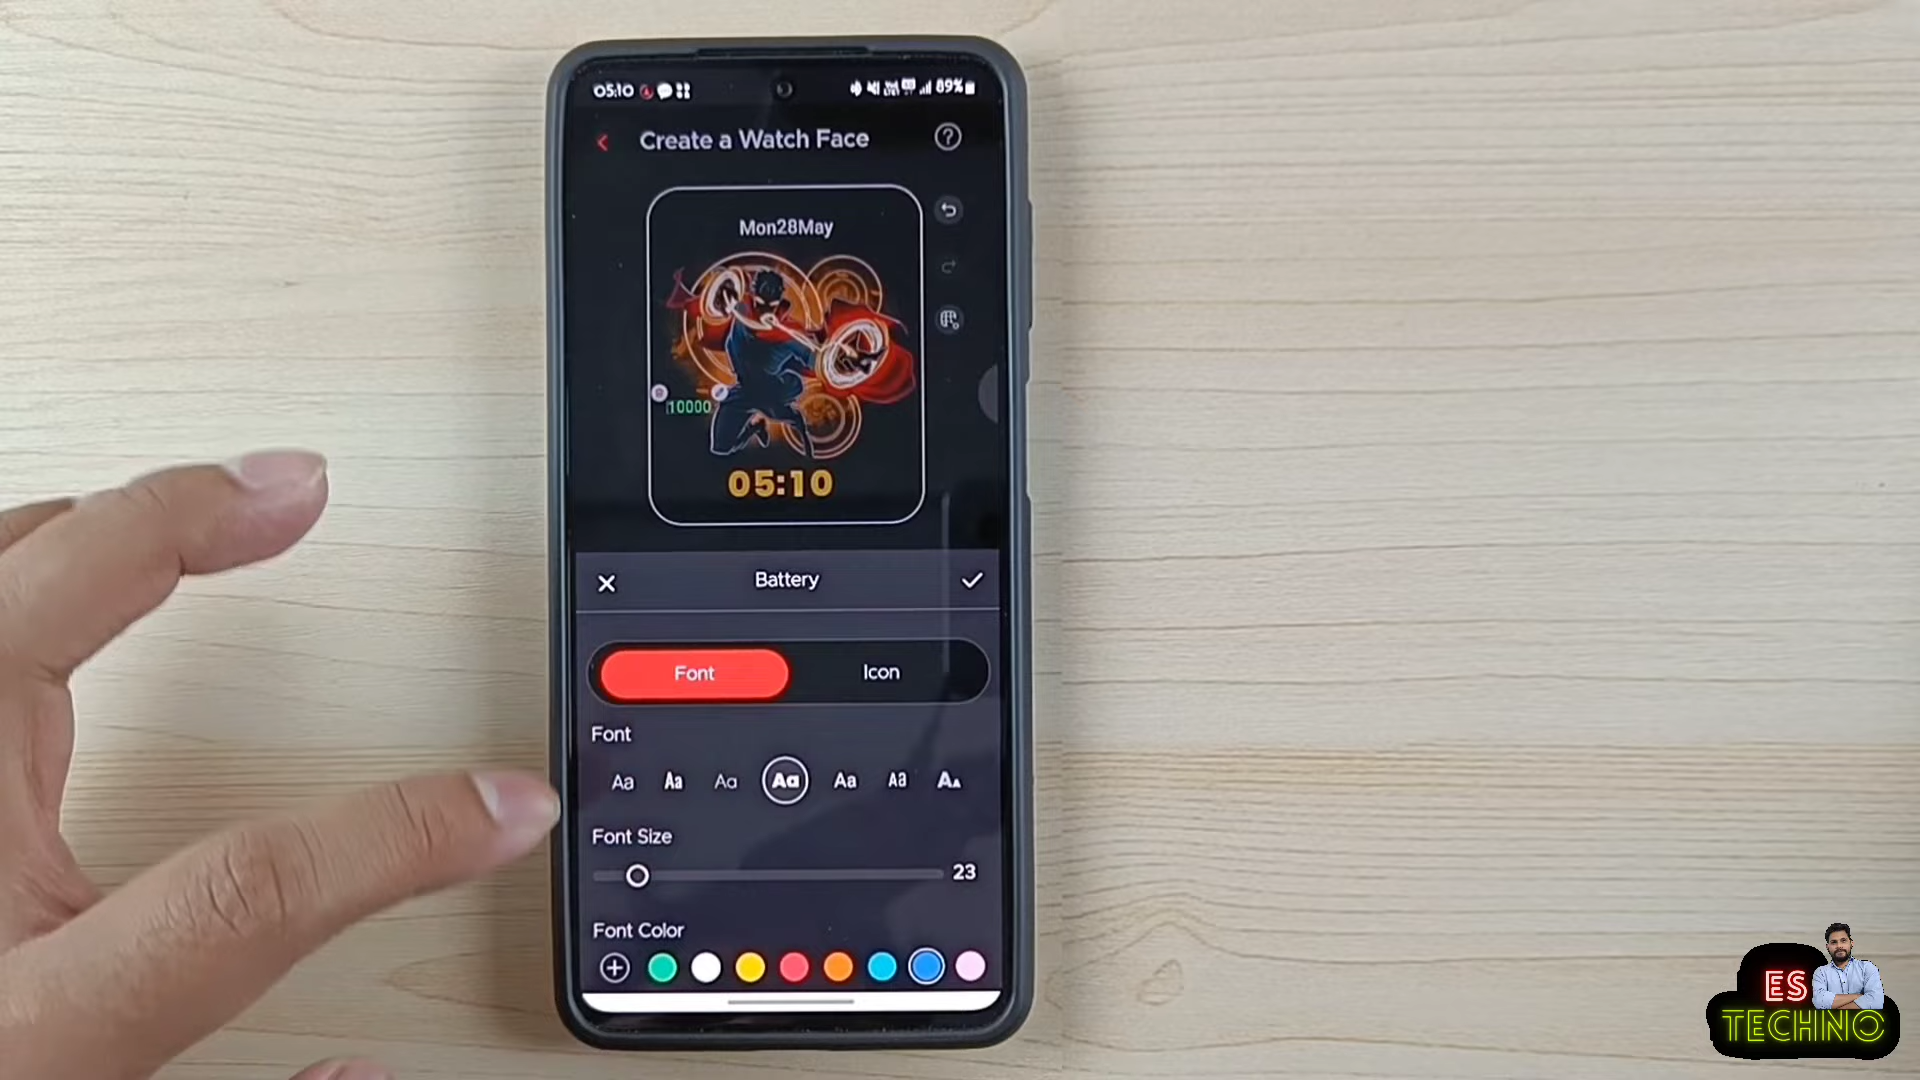 05:10
89%
Create a Watch Face
?
Mon28May
10000
05:10
Battery
Font Icon
Font
Aa Aa Aa Aa Aa AA AA
Font Size
23
Font Color
ES
TECHNO